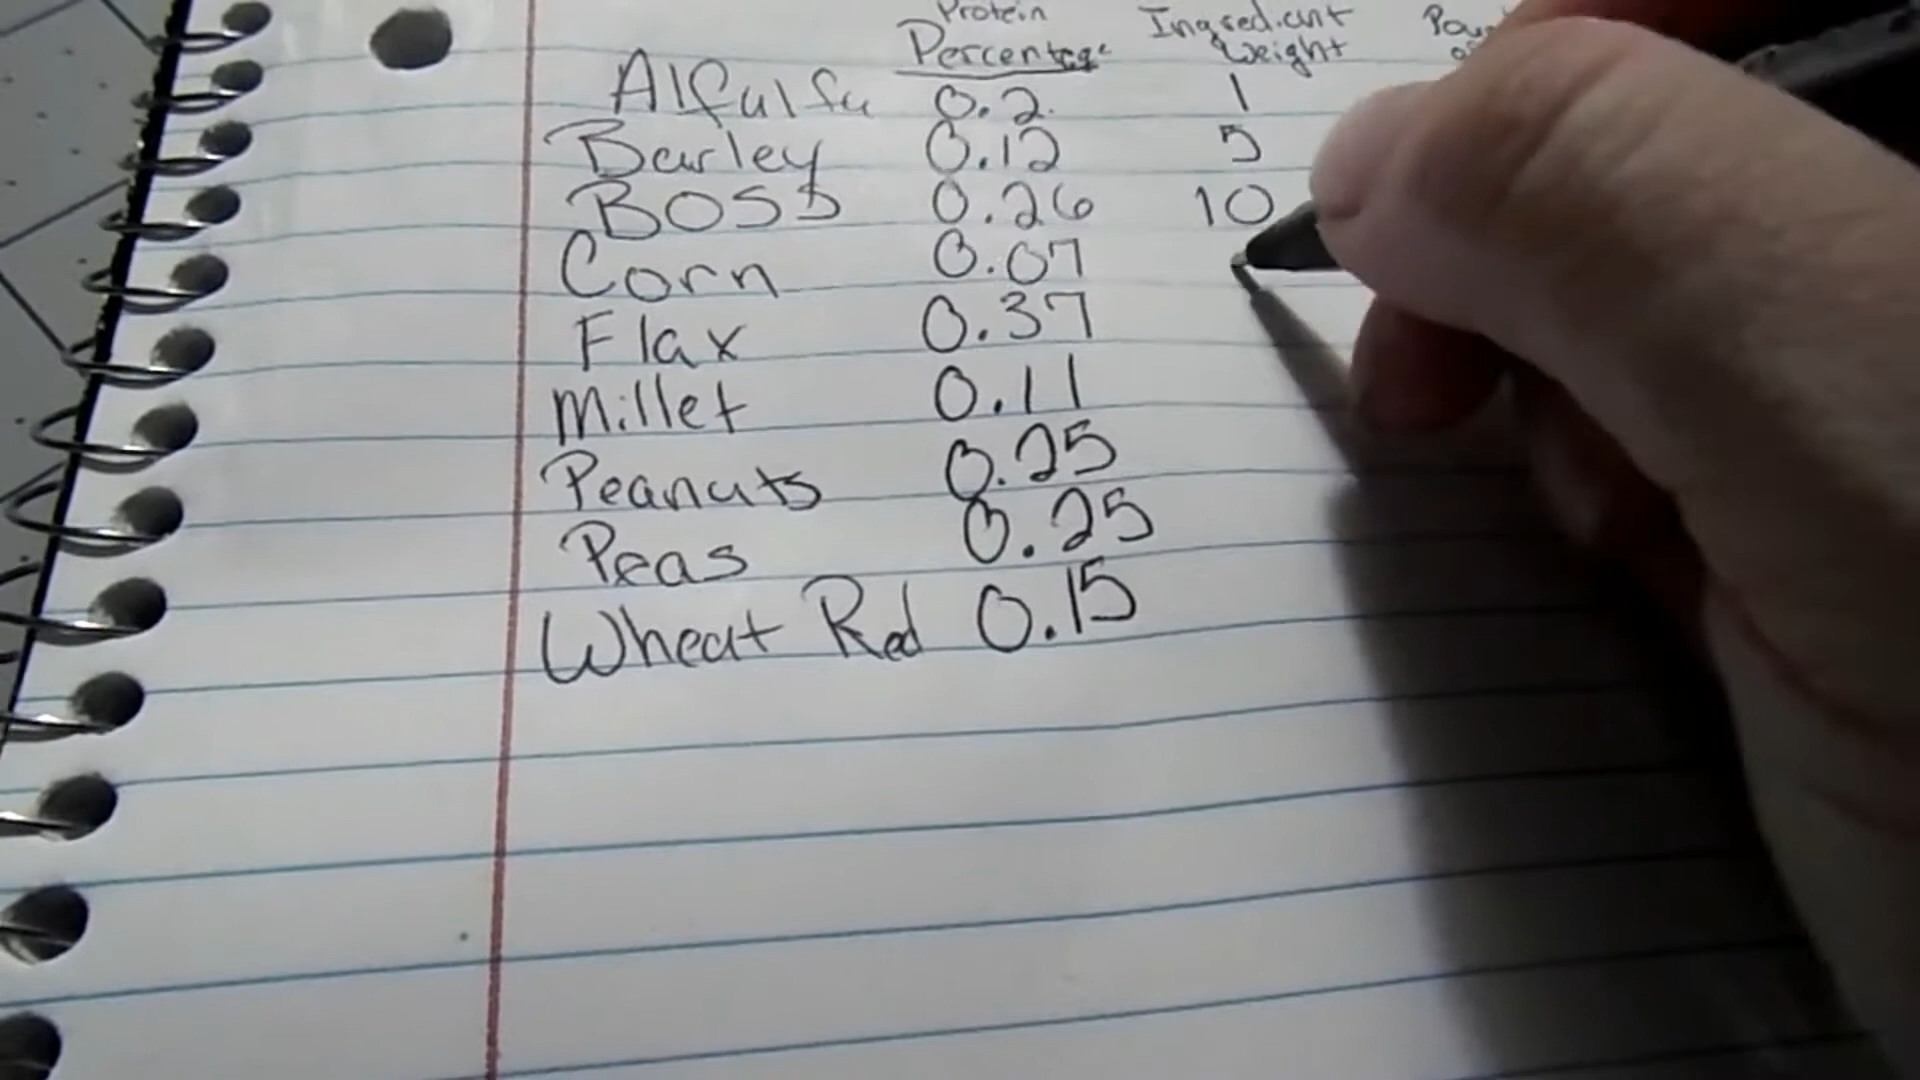 Protein Ingredient
Percentage Weight
Alfalfa 0.2 1
Barley 0.12 5
BOSS 0.26 10
Corn 0.07
Flax 0.37
Millet 0.11
Peanuts 0.25
Peas 0.25
Wheat Red 0.15